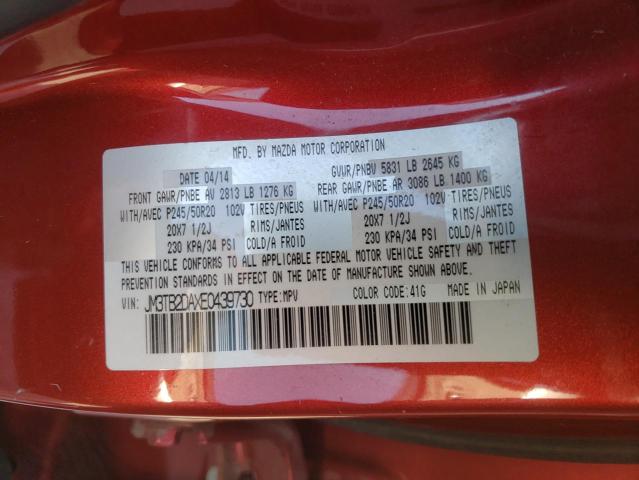 MFD. BY MAZDA MOTOR CORPORATION
DATE 04/14 GVWR/PNBV 5831 LB 2645 KG
FRONT GAWR/PNBE AV 2813 LB 1276 KG REAR GAWR/PNBE AR 3086 LB 1400 KG
WITH/AVEC P245/50R20 102V TIRES/PNEUS WITH/AVEC P245/50R20 102V TIRES/PNEUS
20X7 1/2J RIMS/JANTES 20X7 1/2J RIMS/JANTES
230 KPA/34 PSI COLD/A FROID 230 KPA/34 PSI COLD/A FROID
THIS VEHICLE CONFORMS TO ALL APPLICABLE FEDERAL MOTOR VEHICLE SAFETY AND THEFT
PREVENTION STANDARDS IN EFFECT ON THE DATE OF MANUFACTURE SHOWN ABOVE.
VIN: JM3TB2DAXE0439730 TYPE:MPV COLOR CODE:41G MADE IN JAPAN